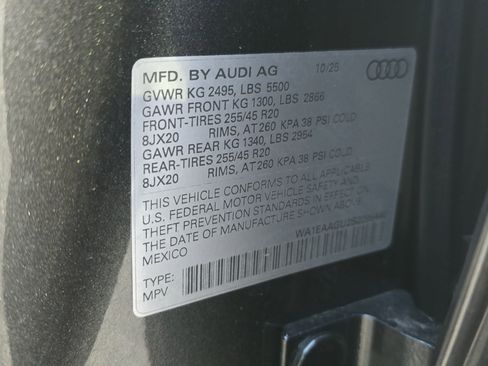 MFD. BY AUDI AG 10/25
GVWR KG 2495, LBS 5500
GAWR FRONT KG 1300, LBS 2866
FRONT-TIRES 255/45 R20
8JX20 RIMS, AT 260 KPA 38 PSI COLD
GAWR REAR KG 1340, LBS 2954
REAR-TIRES 255/45 R20
8JX20 RIMS, AT 260 KPA 38 PSI COLD
THIS VEHICLE CONFORMS TO ALL APPLICABLE
U.S. FEDERAL MOTOR VEHICLE SAFETY AND
THEFT PREVENTION STANDARDS IN EFFECT ON
THE DATE OF MANUFACTURE SHOWN ABOVE.
MEXICO
TYPE:
MPV